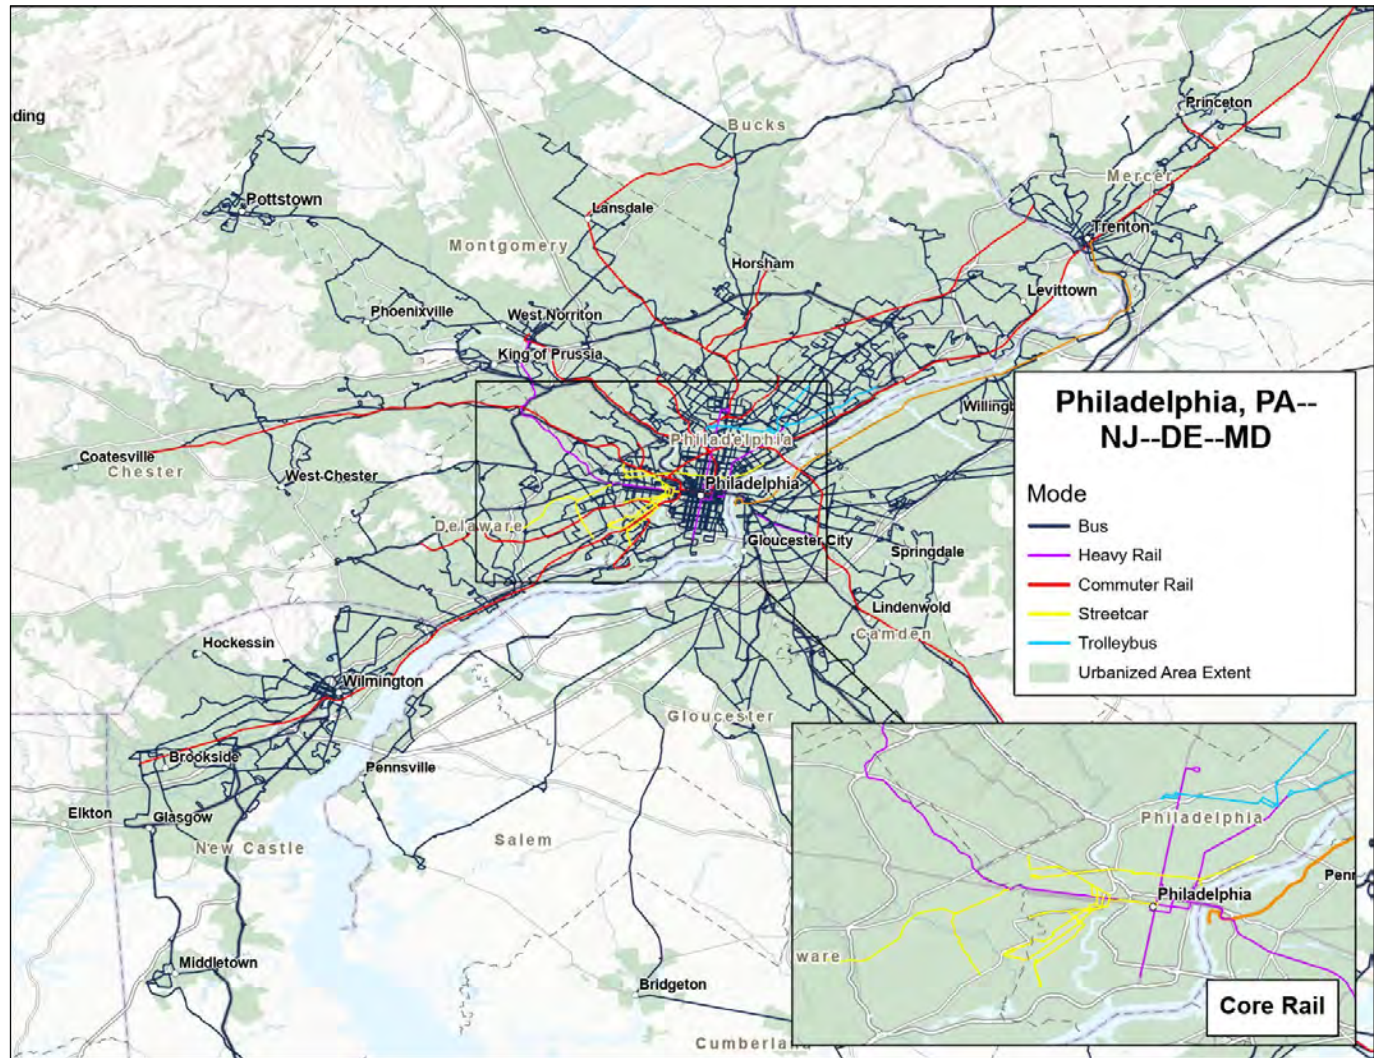 ding
Princeton
Bucks
Mercer
Pottstown
Lansdale
Trenton
Montgomery
Horsham
Levittown
Phoenixville
West Norriton
King of Prussia
Willingb
Philadelphia
Coatesville
Chester
West Chester
Philadelphia
Delaware
Gloucester City
Springdale
Lindenwold
Camden
Hockessin
Wilmington
Gloucester
Brookside
Pennsville
Elkton
Glasgow
New Castle
Salem
Middletown
Bridgeton
Cumberland
Philadelphia, PA--
NJ--DE--MD
Mode
Bus
Heavy Rail
Commuter Rail
Streetcar
Trolleybus
Urbanized Area Extent
Philadelphia
Penn
Philadelphia
ware
Core Rail